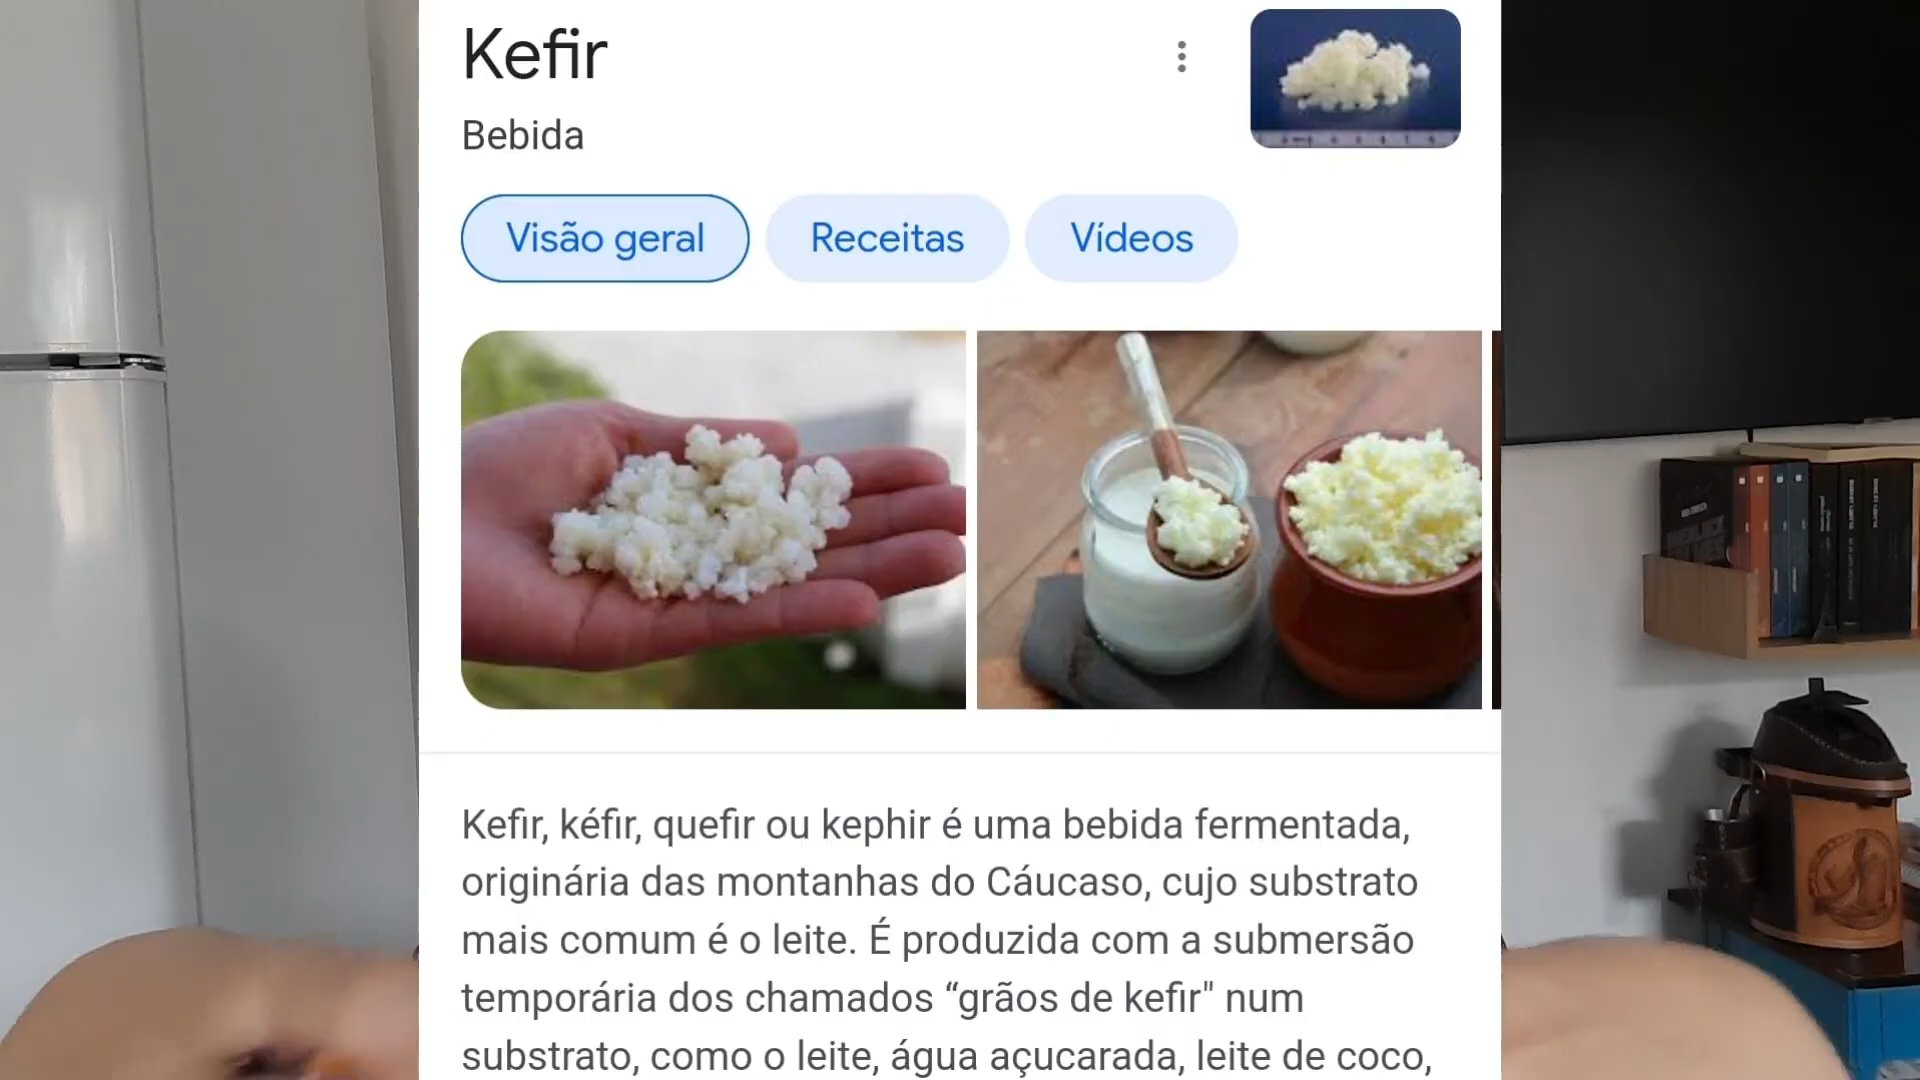 Kefir
Bebida
Visão geral
Receitas
Vídeos
Kefir, kéfir, quefir ou kephir é uma bebida fermentada,
originária das montanhas do Cáucaso, cujo substrato
mais comum é o leite. É produzida com a submersão
temporária dos chamados “grãos de kefir" num
substrato, como o leite, água açucarada, leite de coco,